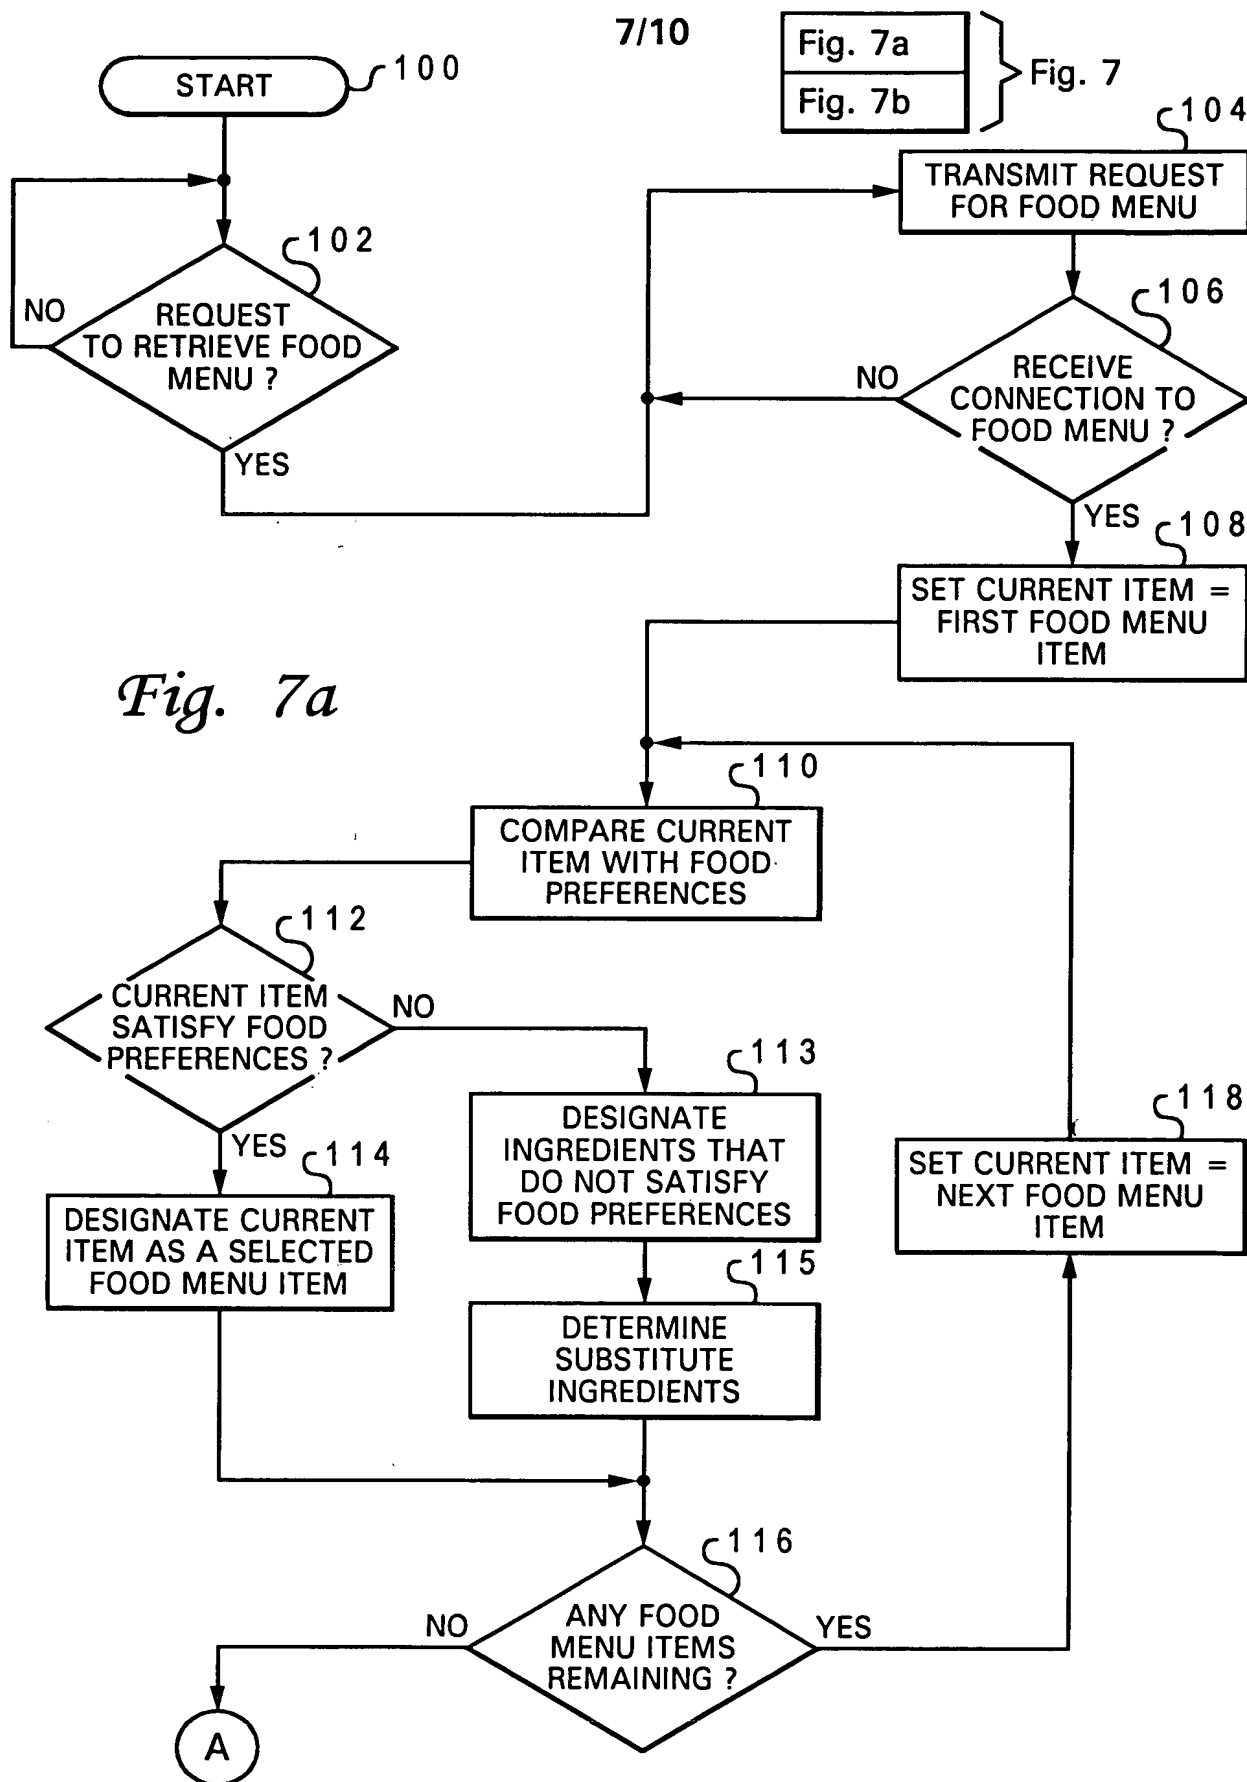 7/10
Fig. 7a
Fig. 7b
Fig. 7
START
100
102
REQUEST
TO RETRIEVE FOOD
MENU ?
NO
YES
104
TRANSMIT REQUEST
FOR FOOD MENU
106
RECEIVE
CONNECTION TO
FOOD MENU ?
NO
YES
108
SET CURRENT ITEM =
FIRST FOOD MENU
ITEM
Fig. 7a
110
COMPARE CURRENT
ITEM WITH FOOD
PREFERENCES
112
CURRENT ITEM
SATISFY FOOD
PREFERENCES ?
NO
YES
113
DESIGNATE
INGREDIENTS THAT
DO NOT SATISFY
FOOD PREFERENCES
114
DESIGNATE CURRENT
ITEM AS A SELECTED
FOOD MENU ITEM
115
DETERMINE
SUBSTITUTE
INGREDIENTS
118
SET CURRENT ITEM =
NEXT FOOD MENU
ITEM
116
ANY FOOD
MENU ITEMS
REMAINING ?
NO
YES
A